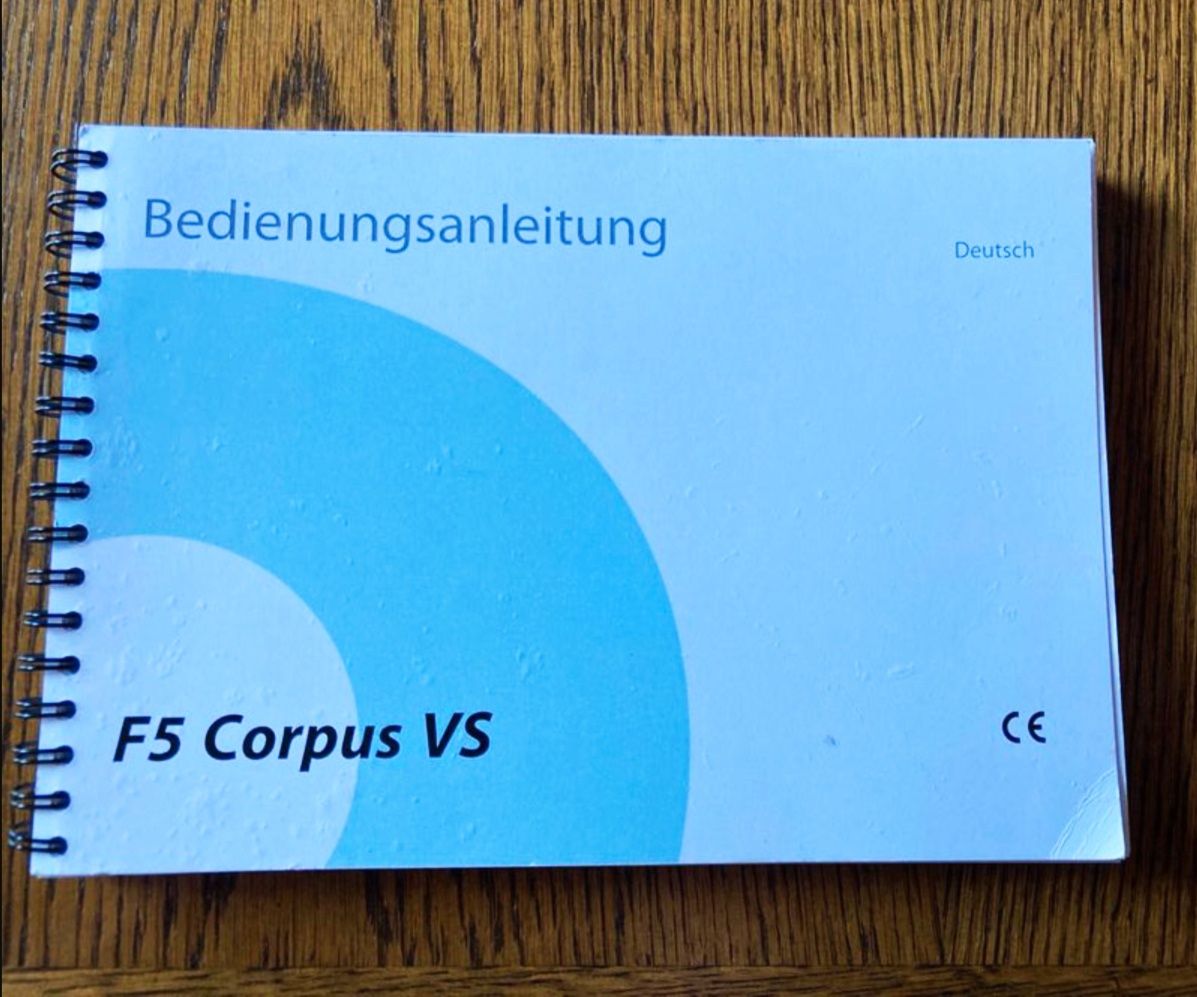 Bedienungsanleitung
Deutsch
F5 Corpus VS
CE